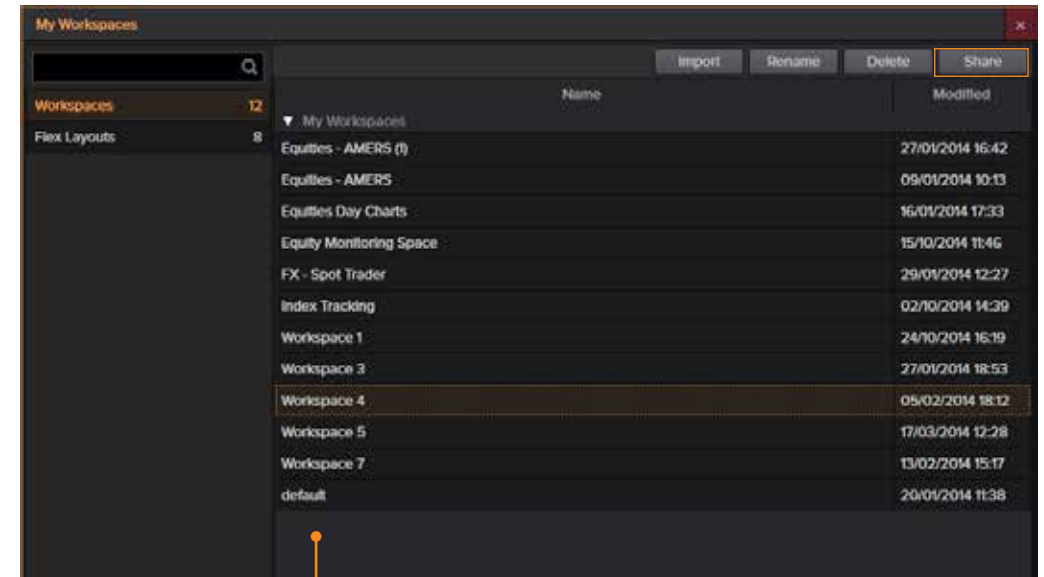 My Workspaces
Import Rename Delete Share
Workspaces 12
Flex Layouts 8
Name Modified
▼ My Workspaces
Equities - AMERS (1) 27/01/2014 16:42
Equities - AMERS 09/01/2014 10:13
Equities Day Charts 16/01/2014 17:33
Equity Monitoring Space 15/10/2014 11:46
FX - Spot Trader 29/01/2014 12:27
Index Tracking 02/10/2014 14:39
Workspace 1 24/10/2014 16:19
Workspace 3 27/01/2014 18:53
Workspace 4 05/02/2014 18:12
Workspace 5 17/03/2014 12:28
Workspace 7 13/02/2014 15:17
default 20/01/2014 11:38